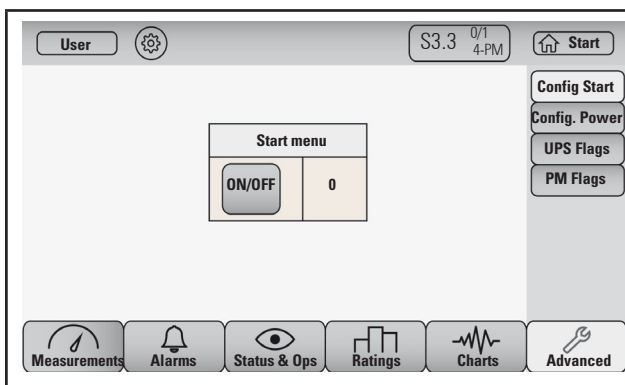 User
S3.3 0/1 4-PM
Start
Config Start
Config. Power
UPS Flags
PM Flags
Start menu
ON/OFF 0
Measurements Alarms Status & Ops Ratings Charts Advanced